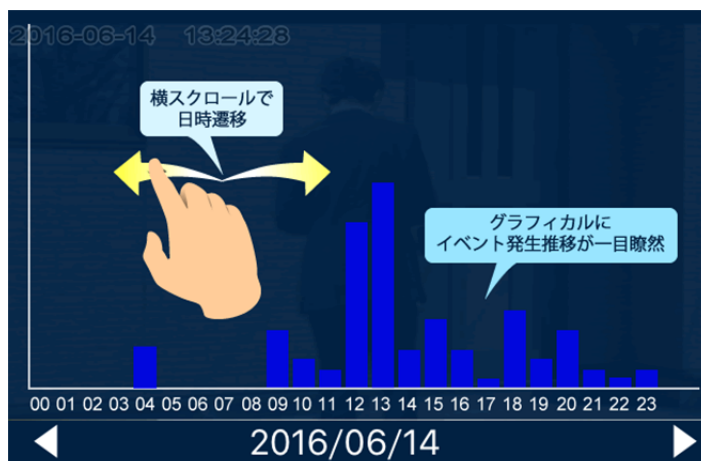 2016-06-14 13:24:28
横スクロールで
日時遷移
グラフィカルに
イベント発生推移が一目瞭然
00 01 02 03 04 05 06 07 08 09 10 11 12 13 14 15 16 17 18 19 20 21 22 23
2016/06/14